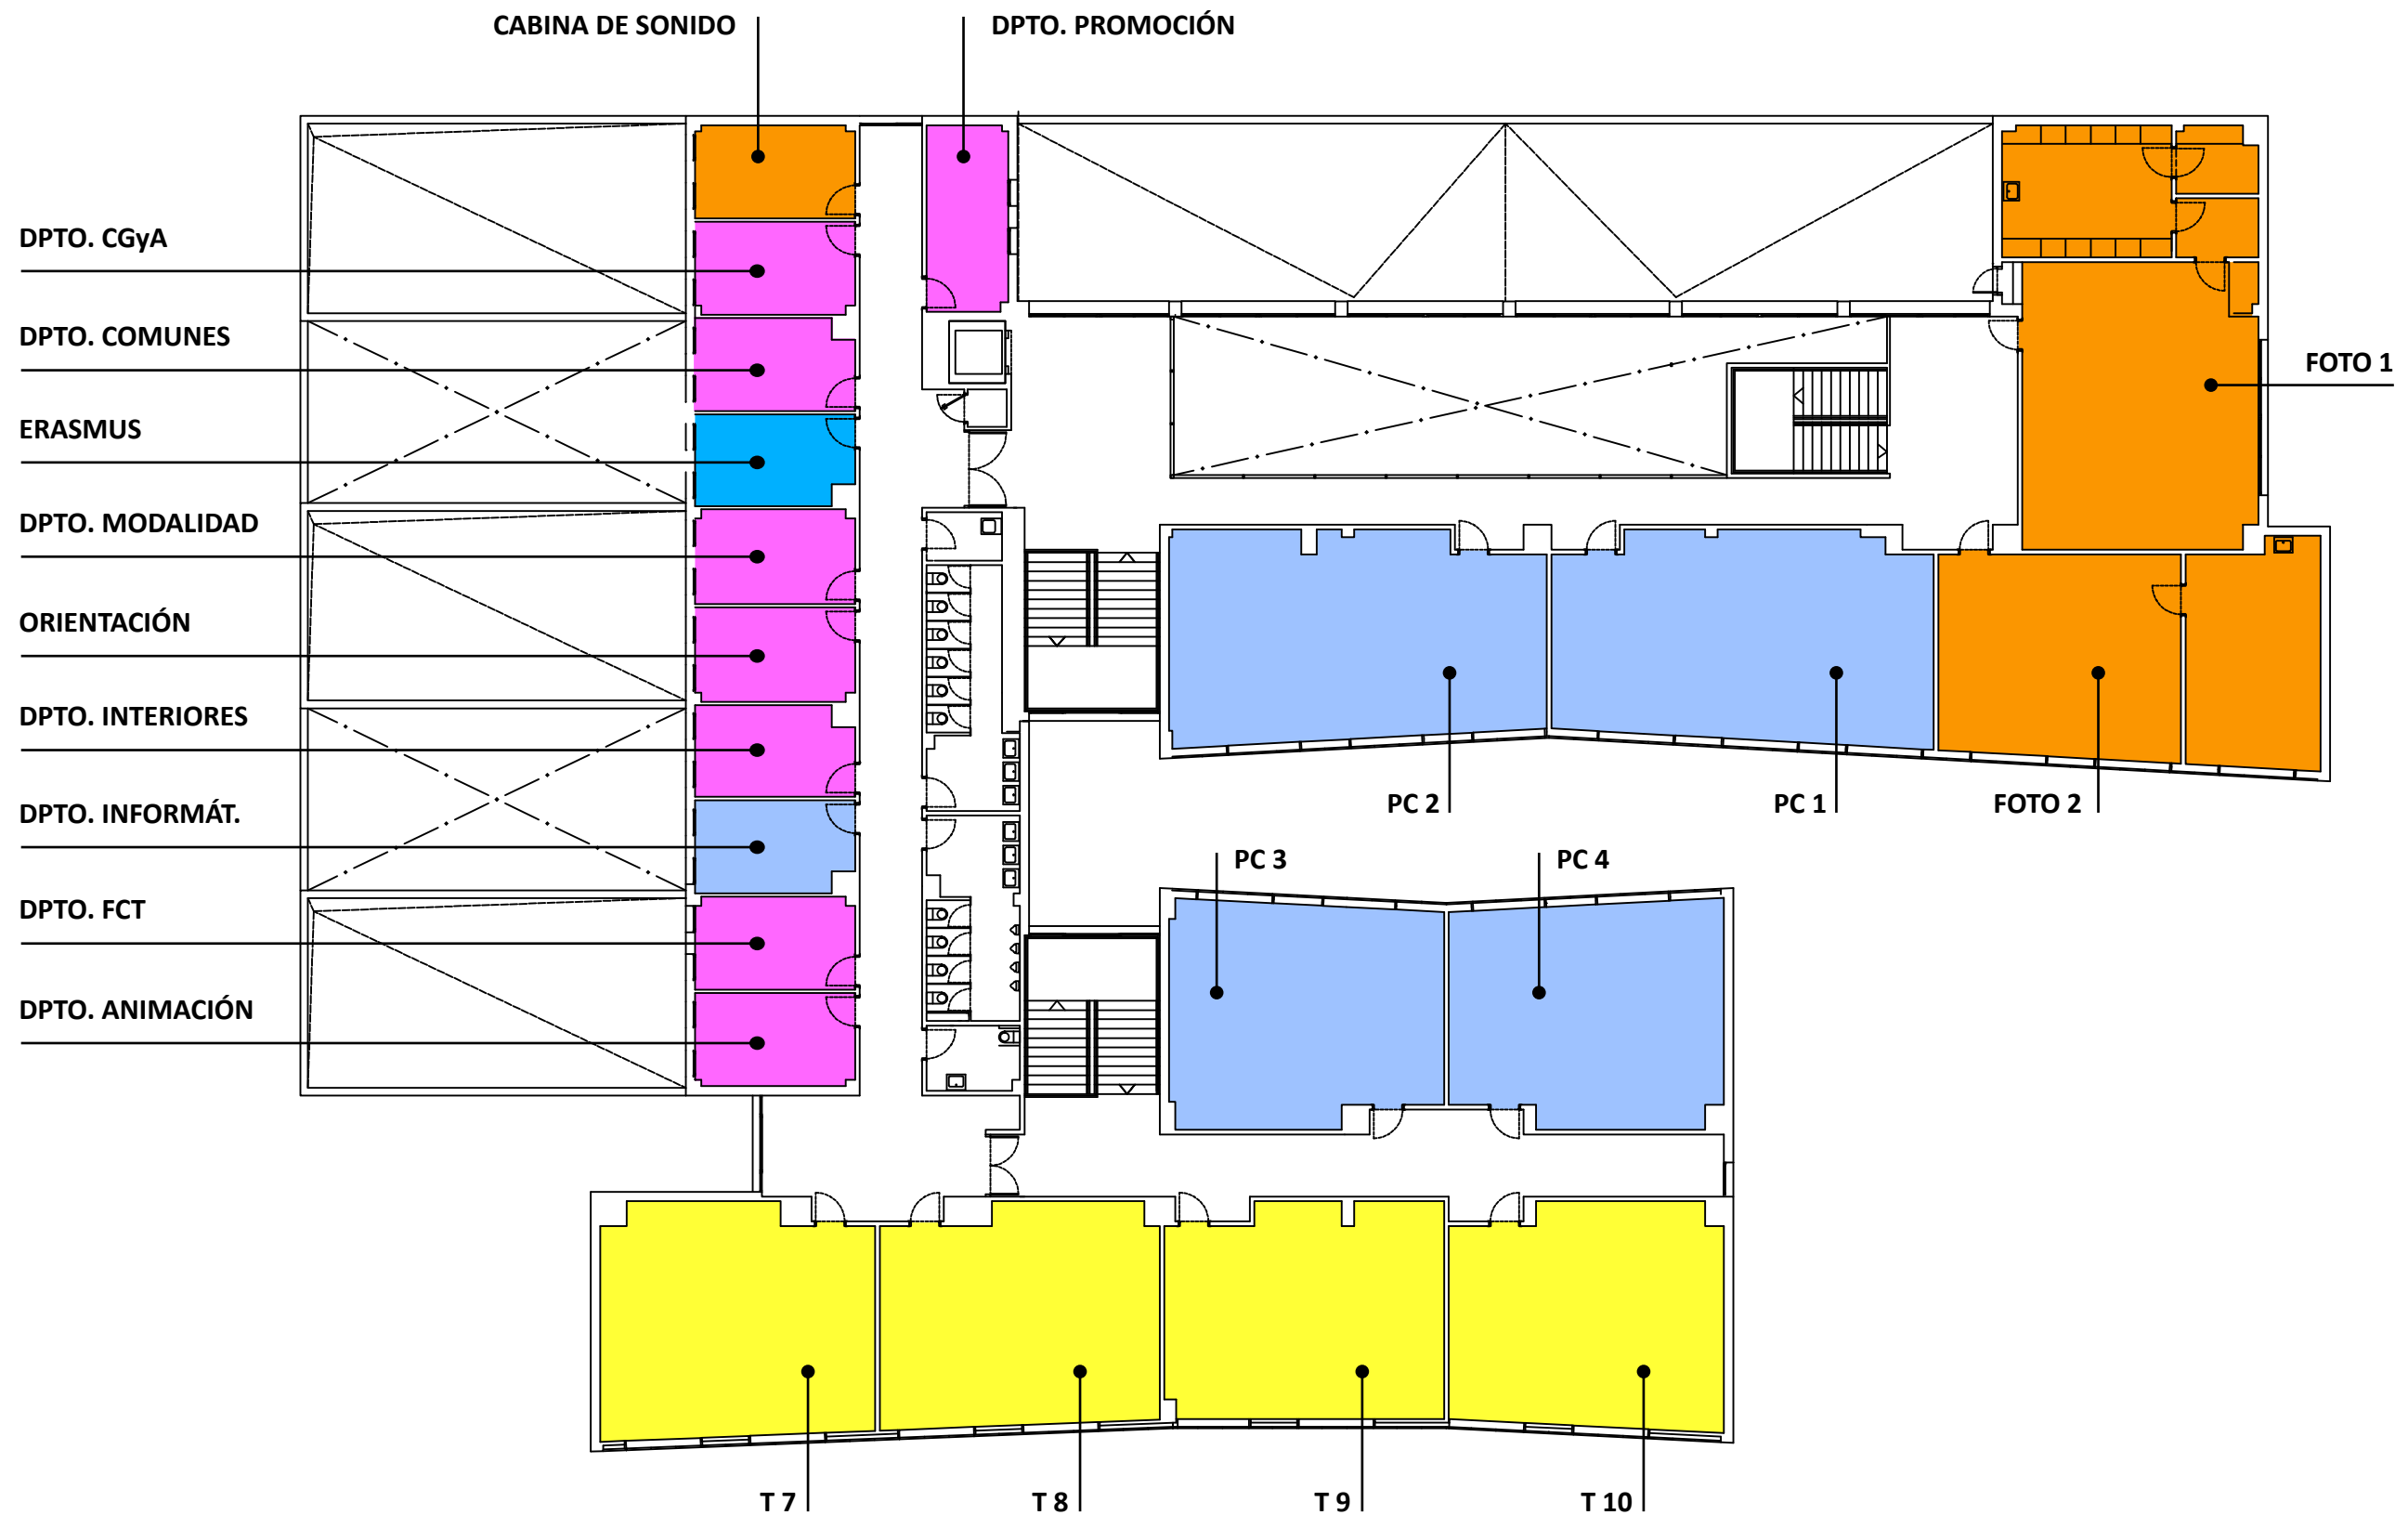 CABINA DE SONIDO
DPTO. PROMOCIÓN
DPTO. CGyA
DPTO. COMUNES
FOTO 1
ERASMUS
DPTO. MODALIDAD
ORIENTACIÓN
DPTO. INTERIORES
DPTO. INFORMÁT.
PC 2
PC 1
FOTO 2
PC 3
PC 4
DPTO. FCT
DPTO. ANIMACIÓN
T 7
T 8
T 9
T 10